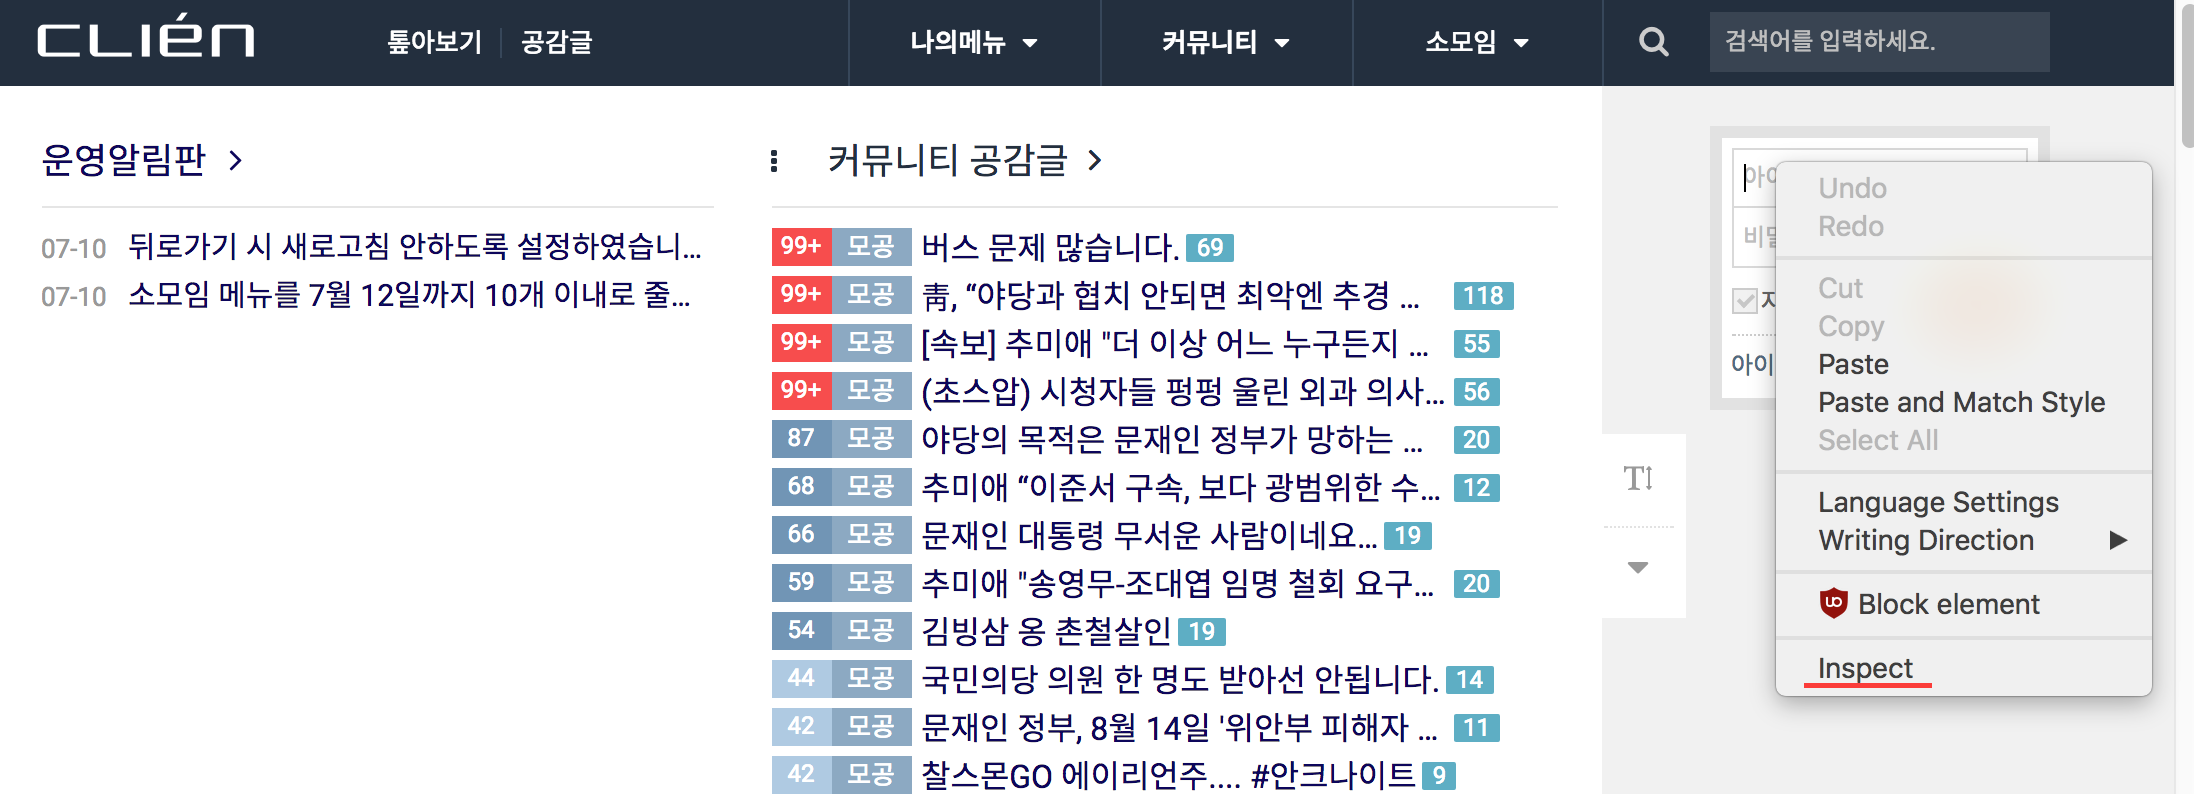 CLIÉN
톺아보기
공감글
나의메뉴
커뮤니티
소모임
검색어를 입력하세요.
운영알림판
07-10 뒤로가기 시 새로고침 안하도록 설정하였습니...
07-10 소모임 메뉴를 7월 12일까지 10개 이내로 줄...
커뮤니티 공감글
99+ 모공 버스 문제 많습니다. 69
99+ 모공 靑, “야당과 협치 안되면 최악엔 추경 ... 118
99+ 모공 [속보] 추미애 "더 이상 어느 누구든지 ... 55
99+ 모공 (초스압) 시청자들 펑펑 울린 외과 의사... 56
87 모공 야당의 목적은 문재인 정부가 망하는 ... 20
68 모공 추미애 “이준서 구속, 보다 광범위한 수... 12
66 모공 문재인 대통령 무서운 사람이네요... 19
59 모공 추미애 "송영무-조대엽 임명 철회 요구... 20
54 모공 김빙삼 옹 촌철살인 19
44 모공 국민의당 의원 한 명도 받아선 안됩니다. 14
42 모공 문재인 정부, 8월 14일 '위안부 피해자 ... 11
42 모공 찰스몬GO 에이리언주.... #안크나이트 9
T
아이
Undo
Redo
Cut
Copy
Paste
Paste and Match Style
Select All
Language Settings
Writing Direction
Block element
Inspect